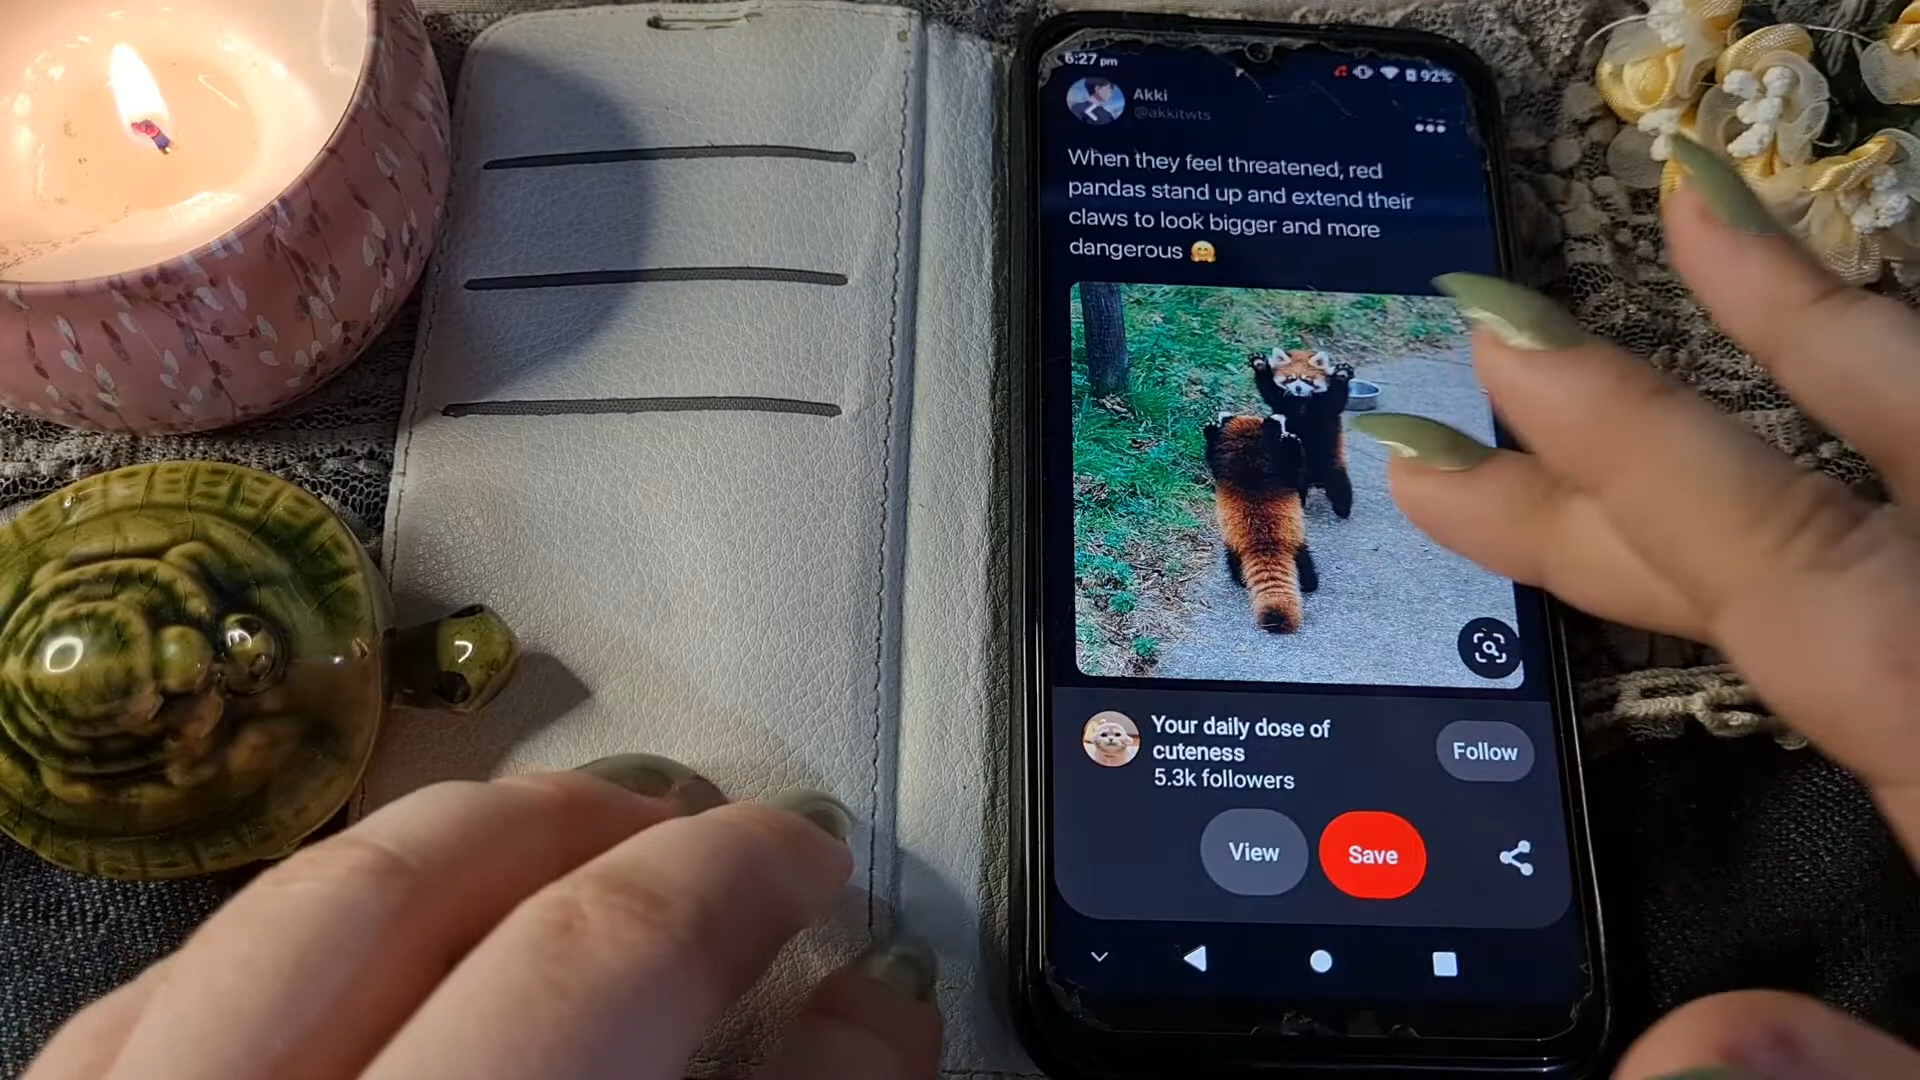 6:27 pm
92%
Akki
@akkitwts
When they feel threatened, red
pandas stand up and extend their
claws to look bigger and more
dangerous 🤗
Your daily dose of
cuteness
5.3k followers
Follow
View
Save